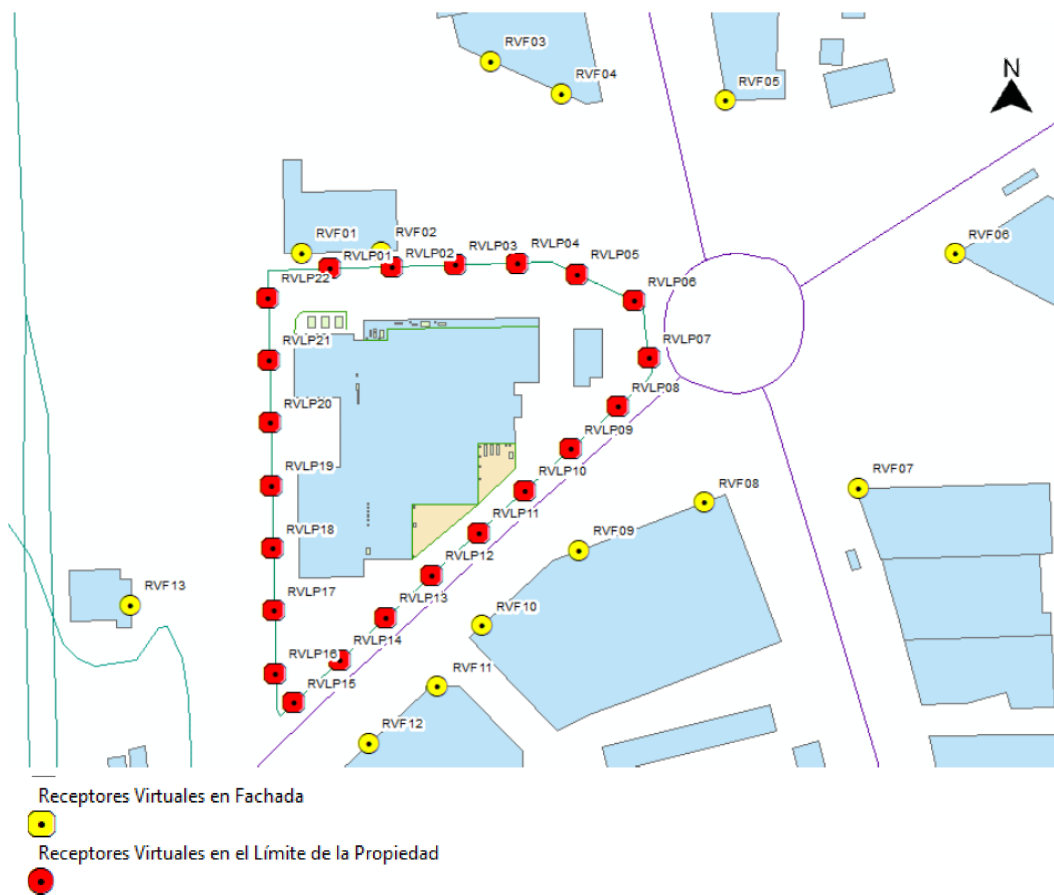 RVF03
RVF04
RVF05
N
RVF01
RVF02
RVF06
RVLP01
RVLP02
RVLP03
RVLP04
RVLP05
RVLP22
RVLP06
RVLP21
RVLP07
RVLP20
RVLP08
RVLP19
RVLP09
RVLP18
RVLP10
RVF07
RVLP17
RVLP11
RVF08
RVLP12
RVF09
RVF13
RVLP13
RVF10
RVLP16
RVLP14
RVLP15
RVF11
RVF12
Receptores Virtuales en Fachada
Receptores Virtuales en el Límite de la Propiedad